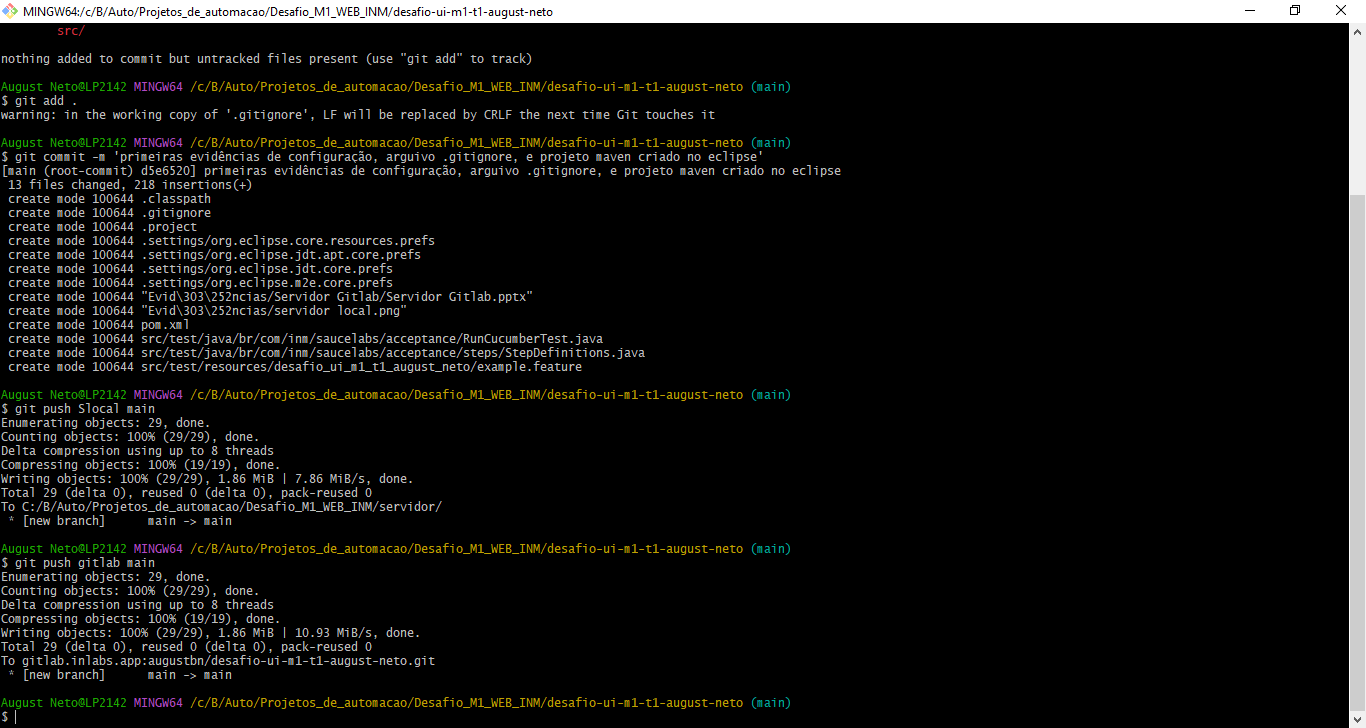 MINGW64:/c/B/Auto/Projetos_de_automacao/Desafio_M1_WEB_INM/desafio-ui-m1-t1-august-neto
src/
nothing added to commit but untracked files present (use "git add" to track)
August Neto@LP2142 MINGW64 /c/B/Auto/Projetos_de_automacao/Desafio_M1_WEB_INM/desafio-ui-m1-t1-august-neto (main)
$ git add .
warning: in the working copy of '.gitignore', LF will be replaced by CRLF the next time Git touches it
August Neto@LP2142 MINGW64 /c/B/Auto/Projetos_de_automacao/Desafio_M1_WEB_INM/desafio-ui-m1-t1-august-neto (main)
$ git commit -m 'primeiras evidências de configuração, arguivo .gitignore, e projeto maven criado no eclipse'
[main (root-commit) d5e6520] primeiras evidências de configuração, arguivo .gitignore, e projeto maven criado no eclipse
 13 files changed, 218 insertions(+)
 create mode 100644 .classpath
 create mode 100644 .gitignore
 create mode 100644 .project
 create mode 100644 .settings/org.eclipse.core.resources.prefs
 create mode 100644 .settings/org.eclipse.jdt.apt.core.prefs
 create mode 100644 .settings/org.eclipse.jdt.core.prefs
 create mode 100644 .settings/org.eclipse.m2e.core.prefs
 create mode 100644 "Evid\303\252ncias/Servidor Gitlab/Servidor Gitlab.pptx"
 create mode 100644 "Evid\303\252ncias/servidor local.png"
 create mode 100644 pom.xml
 create mode 100644 src/test/java/br/com/inm/saucelabs/acceptance/RunCucumberTest.java
 create mode 100644 src/test/java/br/com/inm/saucelabs/acceptance/steps/StepDefinitions.java
 create mode 100644 src/test/resources/desafio_ui_m1_t1_august_neto/example.feature
August Neto@LP2142 MINGW64 /c/B/Auto/Projetos_de_automacao/Desafio_M1_WEB_INM/desafio-ui-m1-t1-august-neto (main)
$ git push Slocal main
Enumerating objects: 29, done.
Counting objects: 100% (29/29), done.
Delta compression using up to 8 threads
Compressing objects: 100% (19/19), done.
Writing objects: 100% (29/29), 1.86 MiB | 7.86 MiB/s, done.
Total 29 (delta 0), reused 0 (delta 0), pack-reused 0
To C:/B/Auto/Projetos_de_automacao/Desafio_M1_WEB_INM/servidor/
 * [new branch]      main -> main
August Neto@LP2142 MINGW64 /c/B/Auto/Projetos_de_automacao/Desafio_M1_WEB_INM/desafio-ui-m1-t1-august-neto (main)
$ git push gitlab main
Enumerating objects: 29, done.
Counting objects: 100% (29/29), done.
Delta compression using up to 8 threads
Compressing objects: 100% (19/19), done.
Writing objects: 100% (29/29), 1.86 MiB | 10.93 MiB/s, done.
Total 29 (delta 0), reused 0 (delta 0), pack-reused 0
To gitlab.inlabs.app:augustbn/desafio-ui-m1-t1-august-neto.git
 * [new branch]      main -> main
August Neto@LP2142 MINGW64 /c/B/Auto/Projetos_de_automacao/Desafio_M1_WEB_INM/desafio-ui-m1-t1-august-neto (main)
$